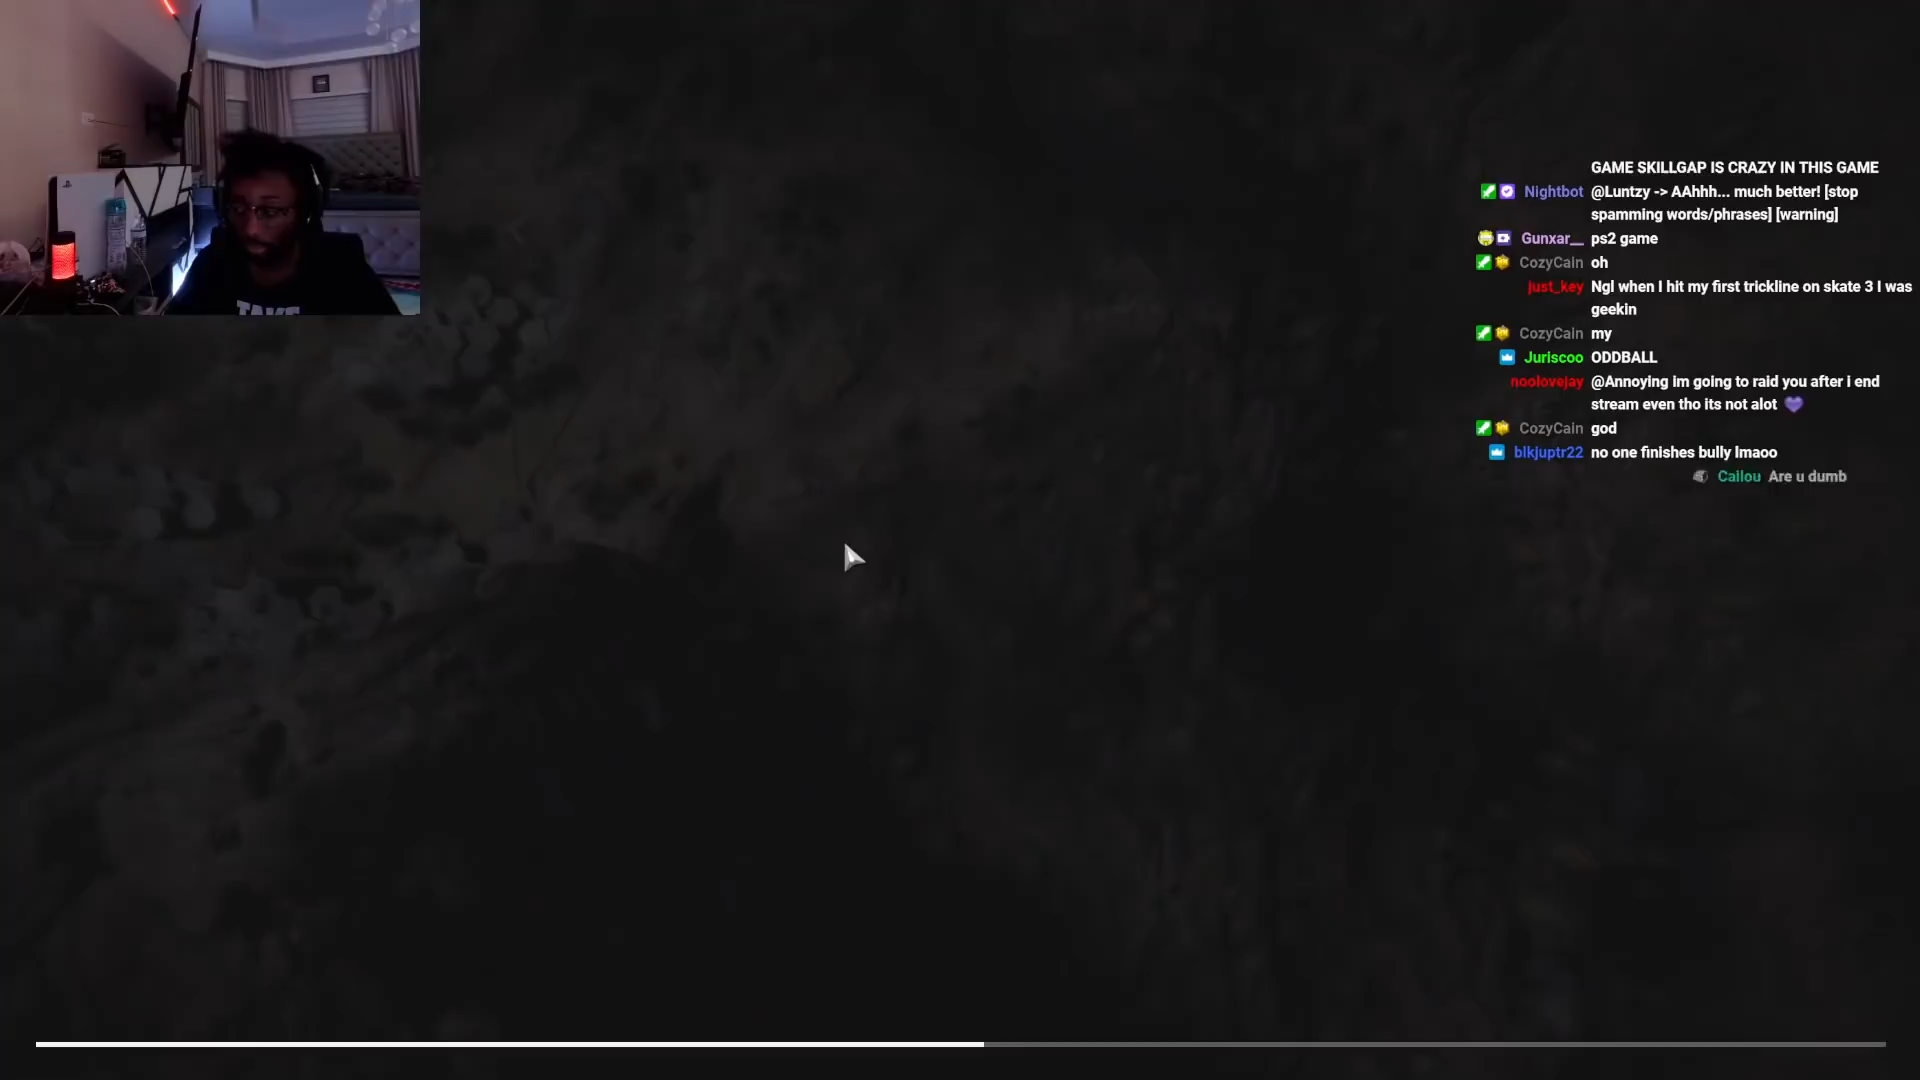 GAME SKILLGAP IS CRAZY IN THIS GAME
Nightbot @Luntzy -> AAhhh... much better! [stop
spamming words/phrases] [warning]
Gunxar__ ps2 game
CozyCain oh
just_key Ngl when I hit my first trickline on skate 3 I was
geekin
CozyCain my
Juriscoo ODDBALL
noolovejay @Annoying im going to raid you after i end
stream even tho its not alot
CozyCain god
blkjuptr22 no one finishes bully lmaoo
Cailou Are u dumb
TAKE